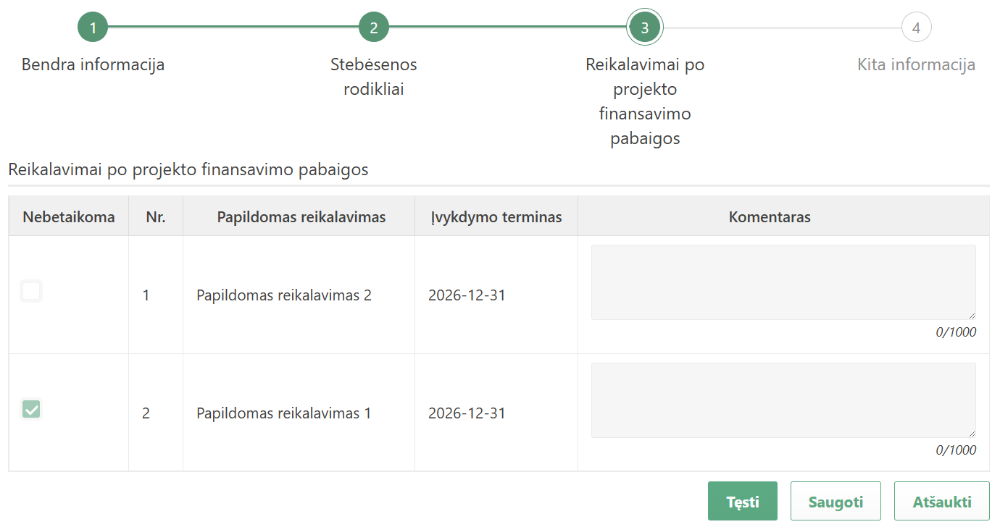 1
2
3
4
Bendra informacija
Stebėsenos
rodikliai
Reikalavimai po
projekto
finansavimo
pabaigos
Kita informacija
Reikalavimai po projekto finansavimo pabaigos
Nebetaikoma Nr. Papildomas reikalavimas Įvykdymo terminas Komentaras
1 Papildomas reikalavimas 2 2026-12-31
0/1000
2 Papildomas reikalavimas 1 2026-12-31
0/1000
Tęsti Saugoti Atšaukti